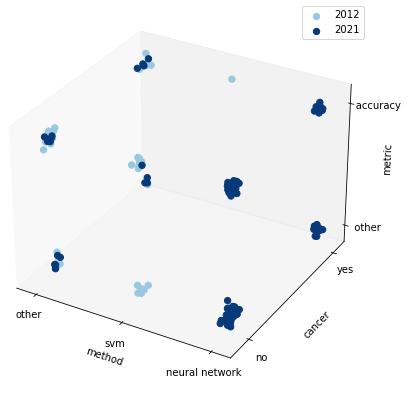 2012
2021
accuracy
metric
other
yes
cancer
no
other
svm
method
neural network